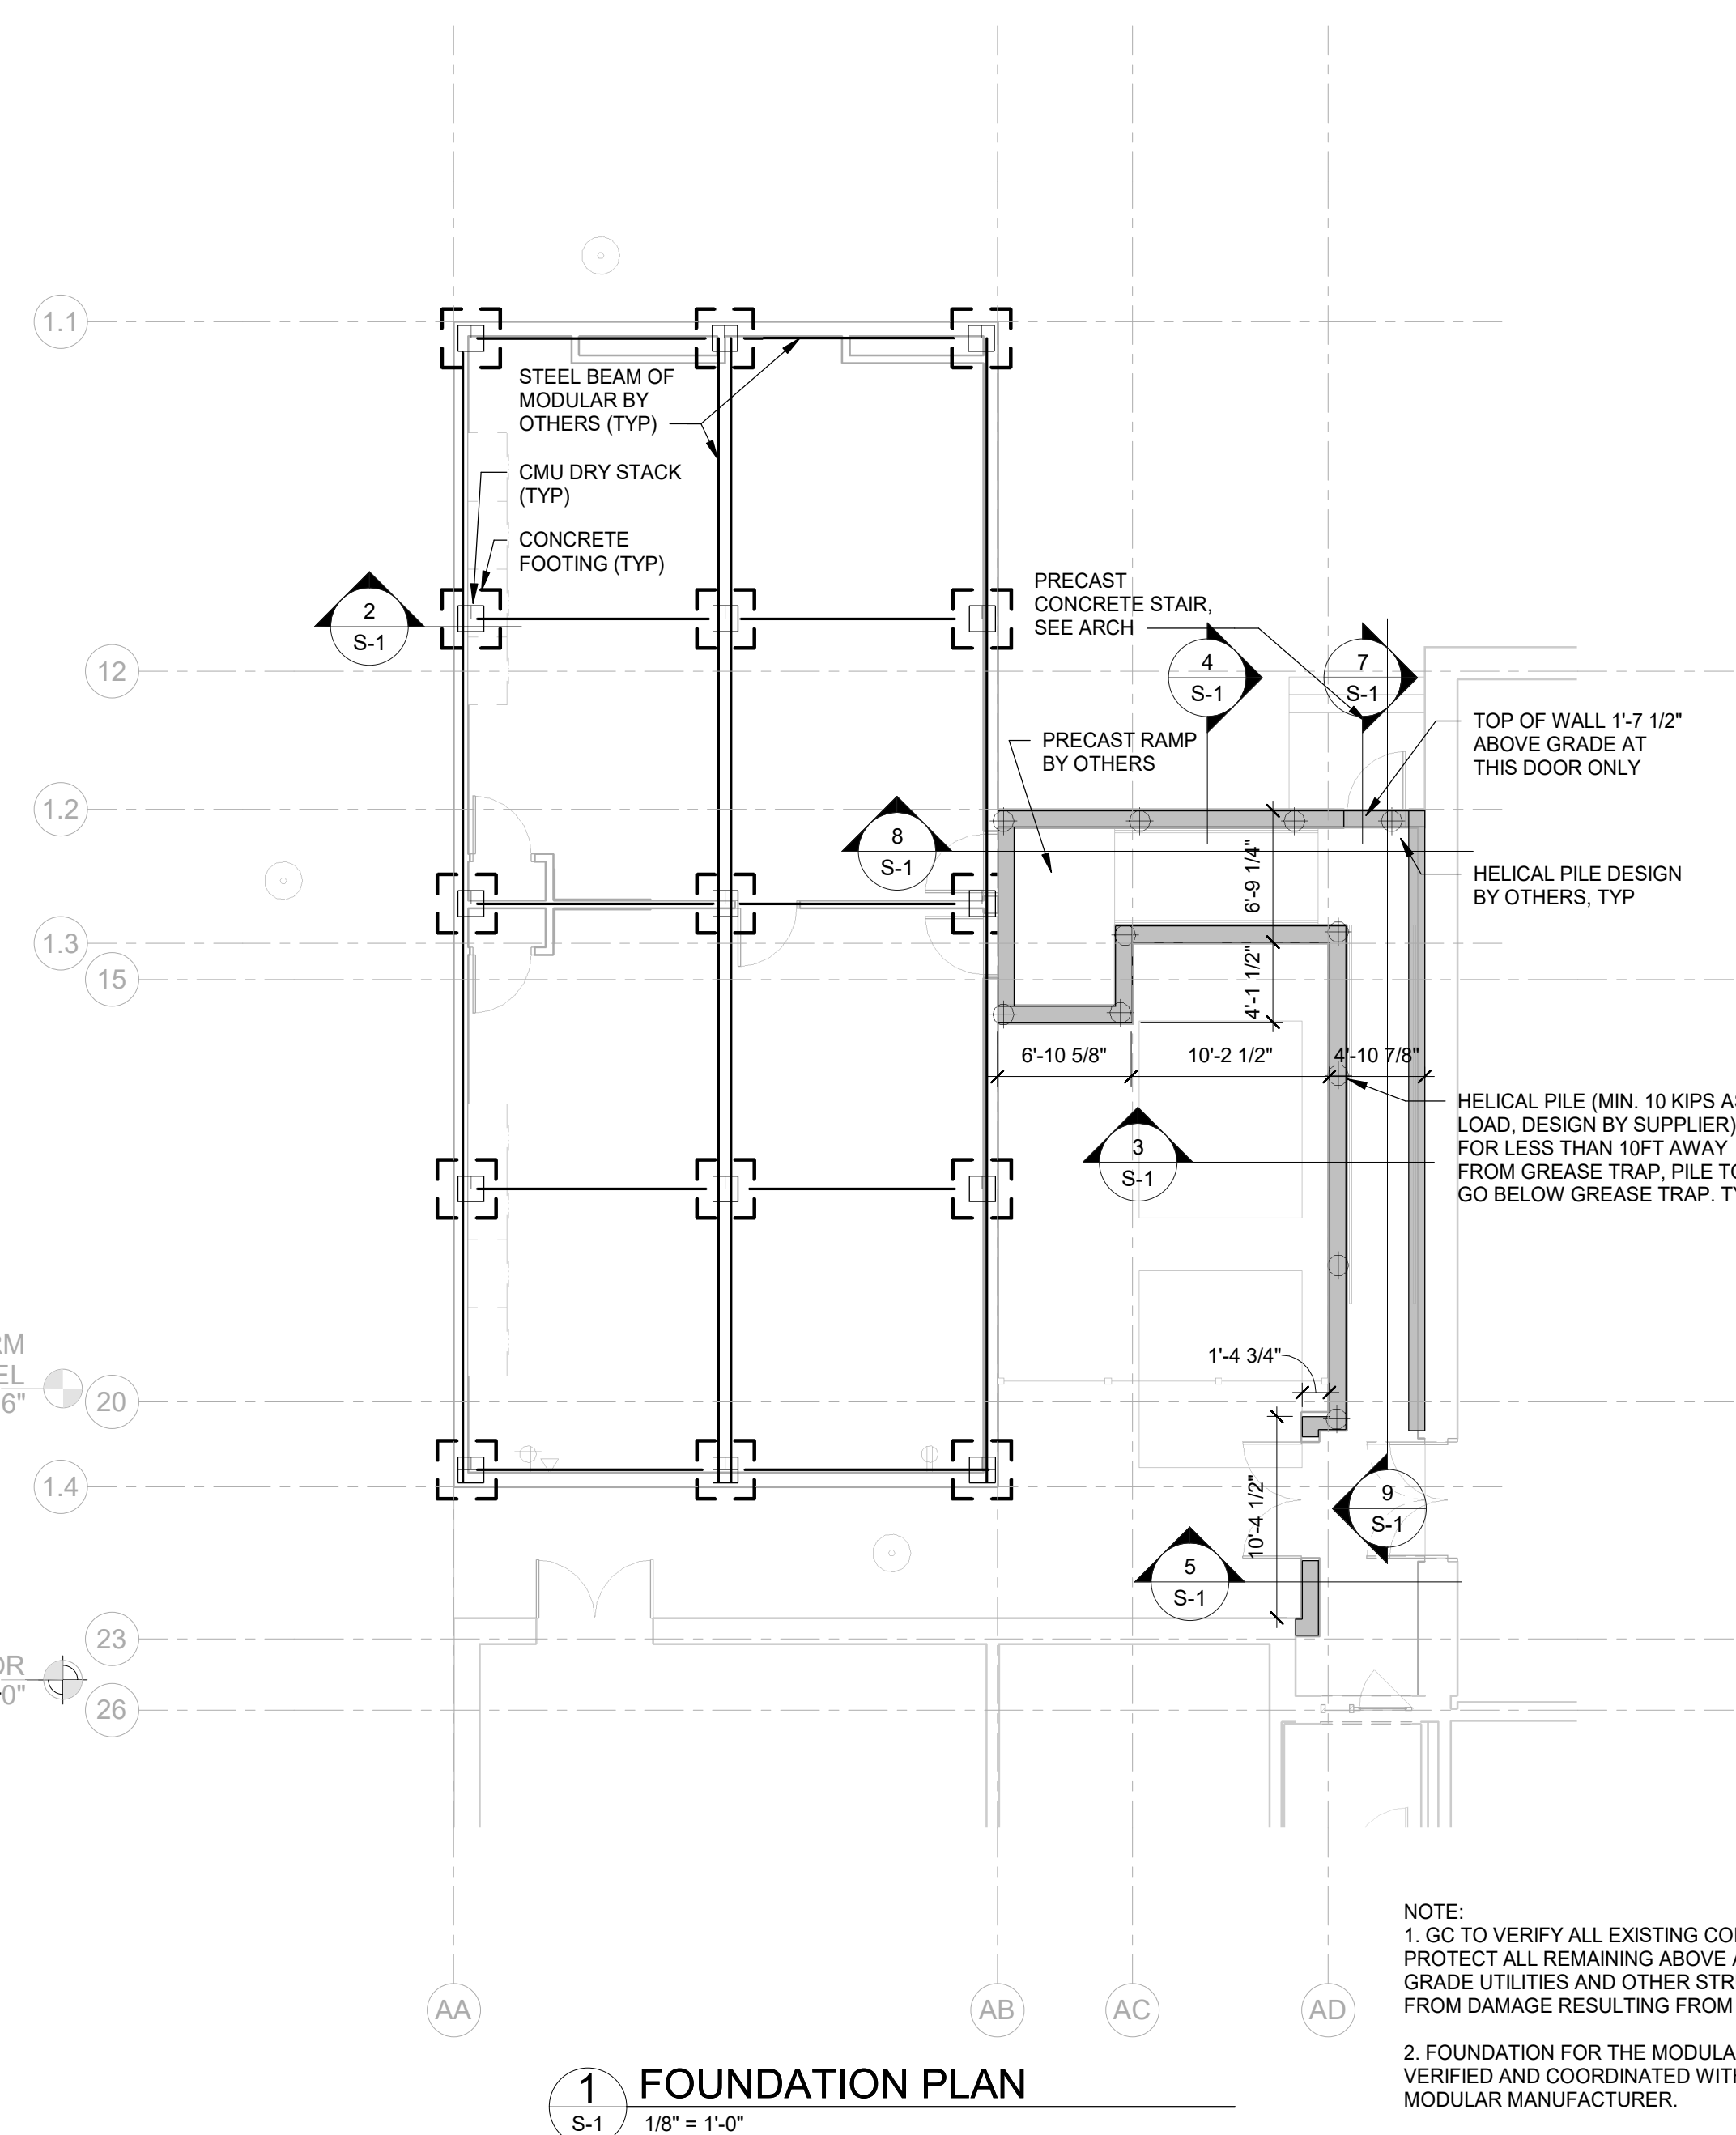 1.1
STEEL BEAM OF
MODULAR BY
OTHERS (TYP)
CMU DRY STACK
(TYP)
CONCRETE
FOOTING (TYP)
2
S-1
PRECAST
CONCRETE STAIR,
SEE ARCH
4
S-1
7
S-1
12
TOP OF WALL 1'-7 1/2"
ABOVE GRADE AT
THIS DOOR ONLY
PRECAST RAMP
BY OTHERS
1.2
8
S-1
6'-9 1/4"
HELICAL PILE DESIGN
BY OTHERS, TYP
1.3
15
4'-1 1/2"
6'-10 5/8"
10'-2 1/2"
4'-10 7/8"
HELICAL PILE (MIN. 10 KIPS
LOAD, DESIGN BY SUPPLIER)
FOR LESS THAN 10FT AWAY
FROM GREASE TRAP, PILE
GO BELOW GREASE TRAP.
3
S-1
1'-4 3/4"
6"
20
1.4
10'-4 1/2"
9
S-1
5
S-1
23
0"
26
NOTE:
1. GC TO VERIFY ALL EXISTING
PROTECT ALL REMAINING ABOVE
GRADE UTILITIES AND OTHER
FROM DAMAGE RESULTING FROM
2. FOUNDATION FOR THE
VERIFIED AND COORDINATED
MODULAR MANUFACTURER.
AA
AB
AC
AD
1
S-1
FOUNDATION PLAN
1/8" = 1'-0"